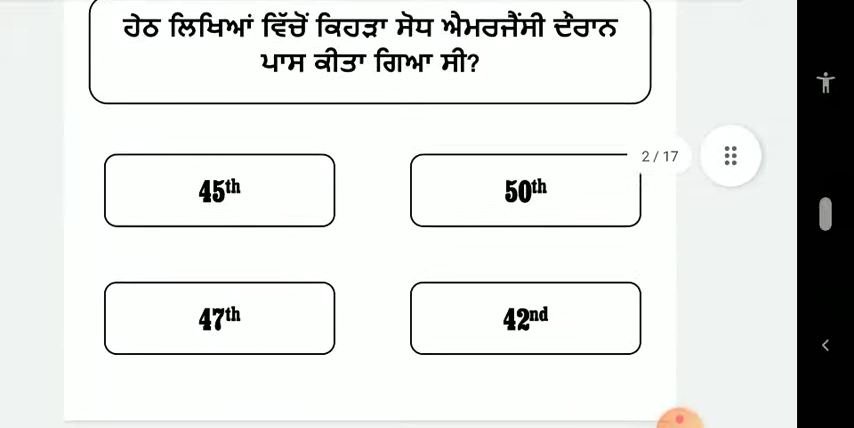 ਹੇਠ ਲਿਖਿਆਂ ਵਿੱਚੋਂ ਕਿਹੜਾ ਸੋਧ ਐਮਰਜੈਂਸੀ ਦੌਰਾਨ
ਪਾਸ ਕੀਤਾ ਗਿਆ ਸੀ?
45th
50th
2 / 17
47th
42nd